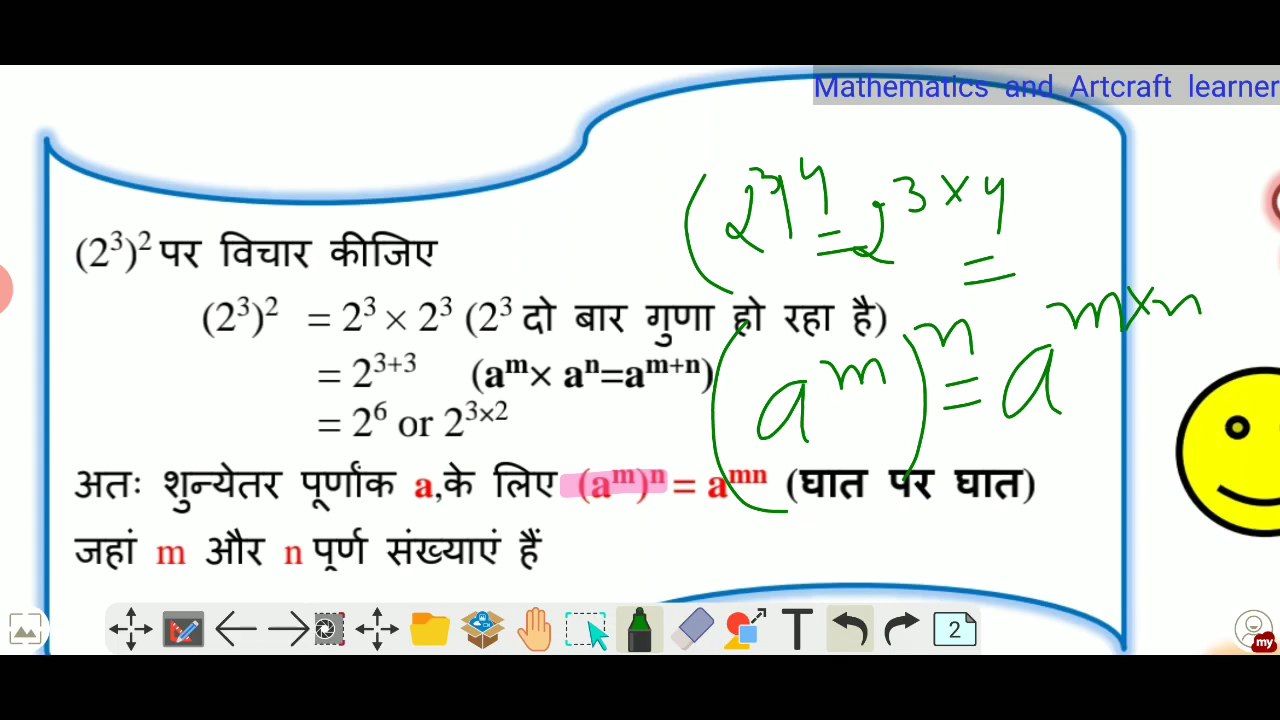 Mathematics and Artcraft learner
(2³)⁴ = 2³ˣ⁴ =
(2³)² पर विचार कीजिए
(2³)² = 2³ × 2³ (2³ दो बार गुणा हो रहा है)
= 2³⁺³ (aᵐ× aⁿ=aᵐ⁺ⁿ)
= 2⁶ or 2³ˣ²
(aᵐ)ⁿ = aᵐˣⁿ
अतः शुन्येतर पूर्णांक a,के लिए (aᵐ)ⁿ = aᵐⁿ (घात पर घात)
जहां m और n पूर्ण संख्याएं हैं
2
my